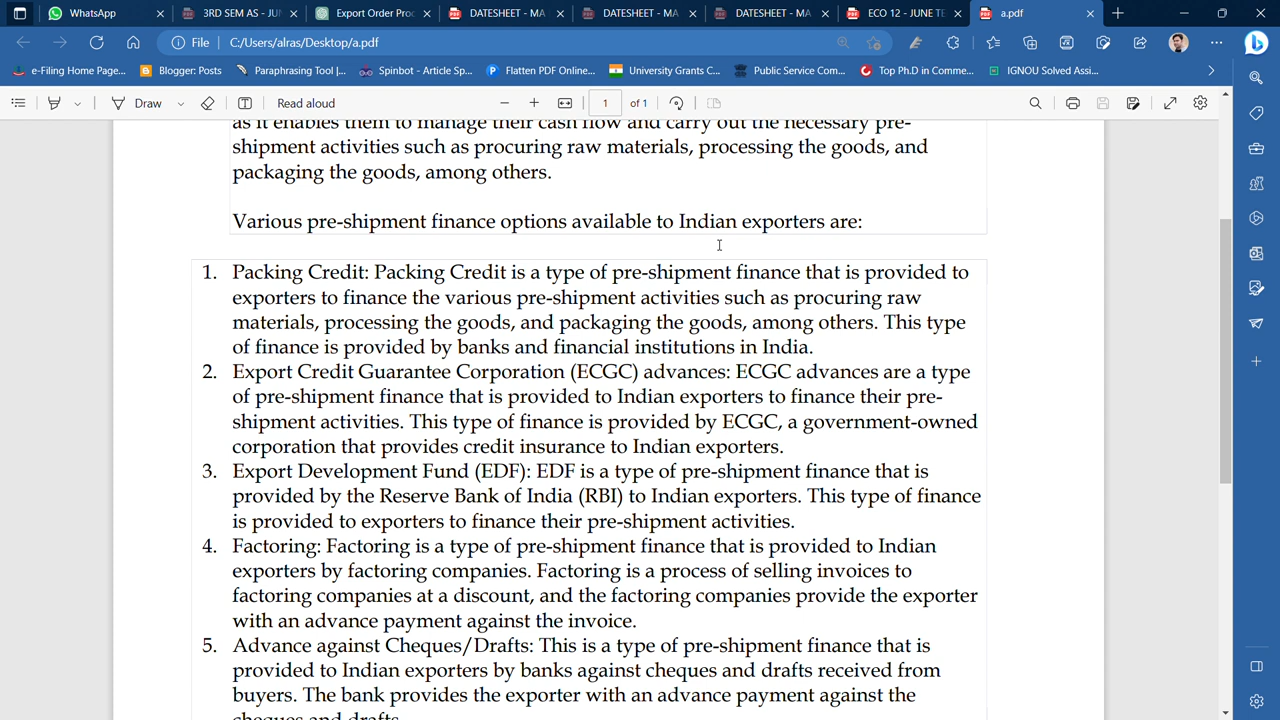 WhatsApp
3RD SEM AS - JUN
Export Order Proc
DATESHEET - MA
DATESHEET - MA
DATESHEET - MA
ECO 12 - JUNE TE
a.pdf
File C:/Users/alras/Desktop/a.pdf
e-Filing Home Page... Blogger: Posts Paraphrasing Tool |... Spinbot - Article Sp... Flatten PDF Online... University Grants C... Public Service Com... Top Ph.D in Comme... IGNOU Solved Assi...
Draw Read aloud 1 of 1
as it enables them to manage their cash flow and carry out the necessary pre-
shipment activities such as procuring raw materials, processing the goods, and
packaging the goods, among others.
Various pre-shipment finance options available to Indian exporters are:
1. Packing Credit: Packing Credit is a type of pre-shipment finance that is provided to
exporters to finance the various pre-shipment activities such as procuring raw
materials, processing the goods, and packaging the goods, among others. This type
of finance is provided by banks and financial institutions in India.
2. Export Credit Guarantee Corporation (ECGC) advances: ECGC advances are a type
of pre-shipment finance that is provided to Indian exporters to finance their pre-
shipment activities. This type of finance is provided by ECGC, a government-owned
corporation that provides credit insurance to Indian exporters.
3. Export Development Fund (EDF): EDF is a type of pre-shipment finance that is
provided by the Reserve Bank of India (RBI) to Indian exporters. This type of finance
is provided to exporters to finance their pre-shipment activities.
4. Factoring: Factoring is a type of pre-shipment finance that is provided to Indian
exporters by factoring companies. Factoring is a process of selling invoices to
factoring companies at a discount, and the factoring companies provide the exporter
with an advance payment against the invoice.
5. Advance against Cheques/Drafts: This is a type of pre-shipment finance that is
provided to Indian exporters by banks against cheques and drafts received from
buyers. The bank provides the exporter with an advance payment against the
cheques and drafts.